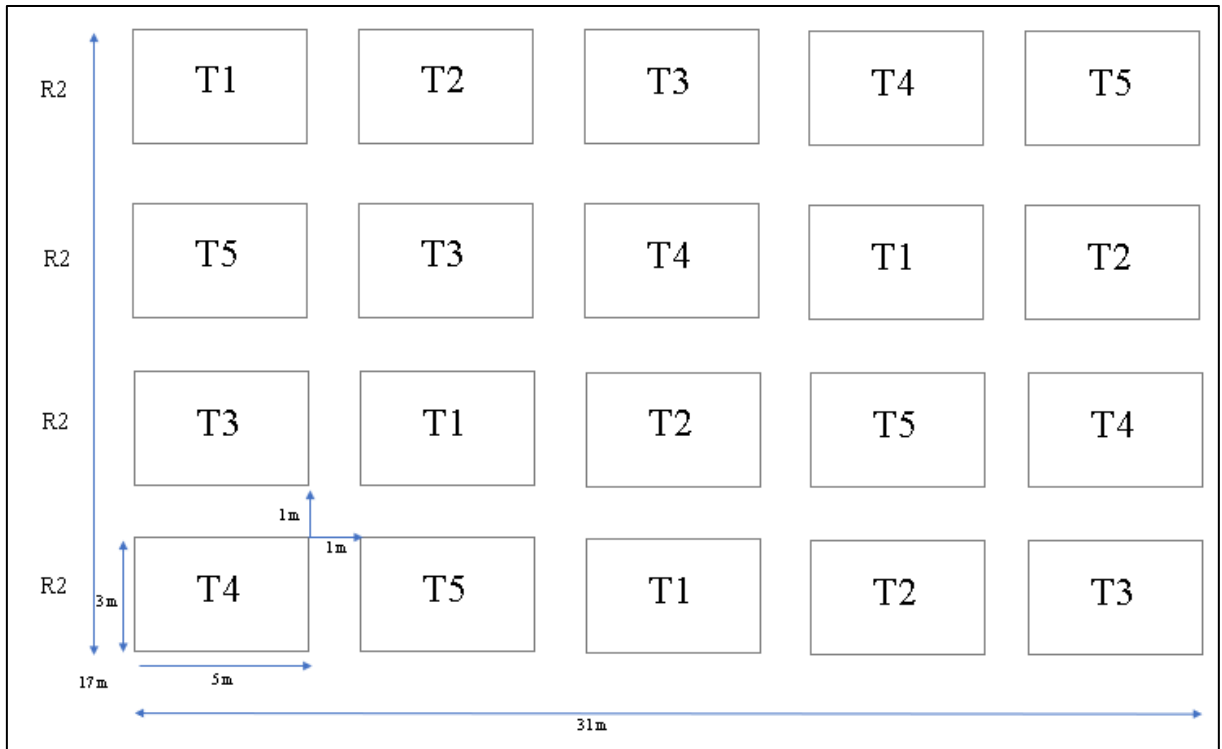 R2 T1 T2 T3 T4 T5
R2 T5 T3 T4 T1 T2
R2 T3 T1 T2 T5 T4
1m
1m
R2 T4 T5 T1 T2 T3
3m
17m
5m
31m